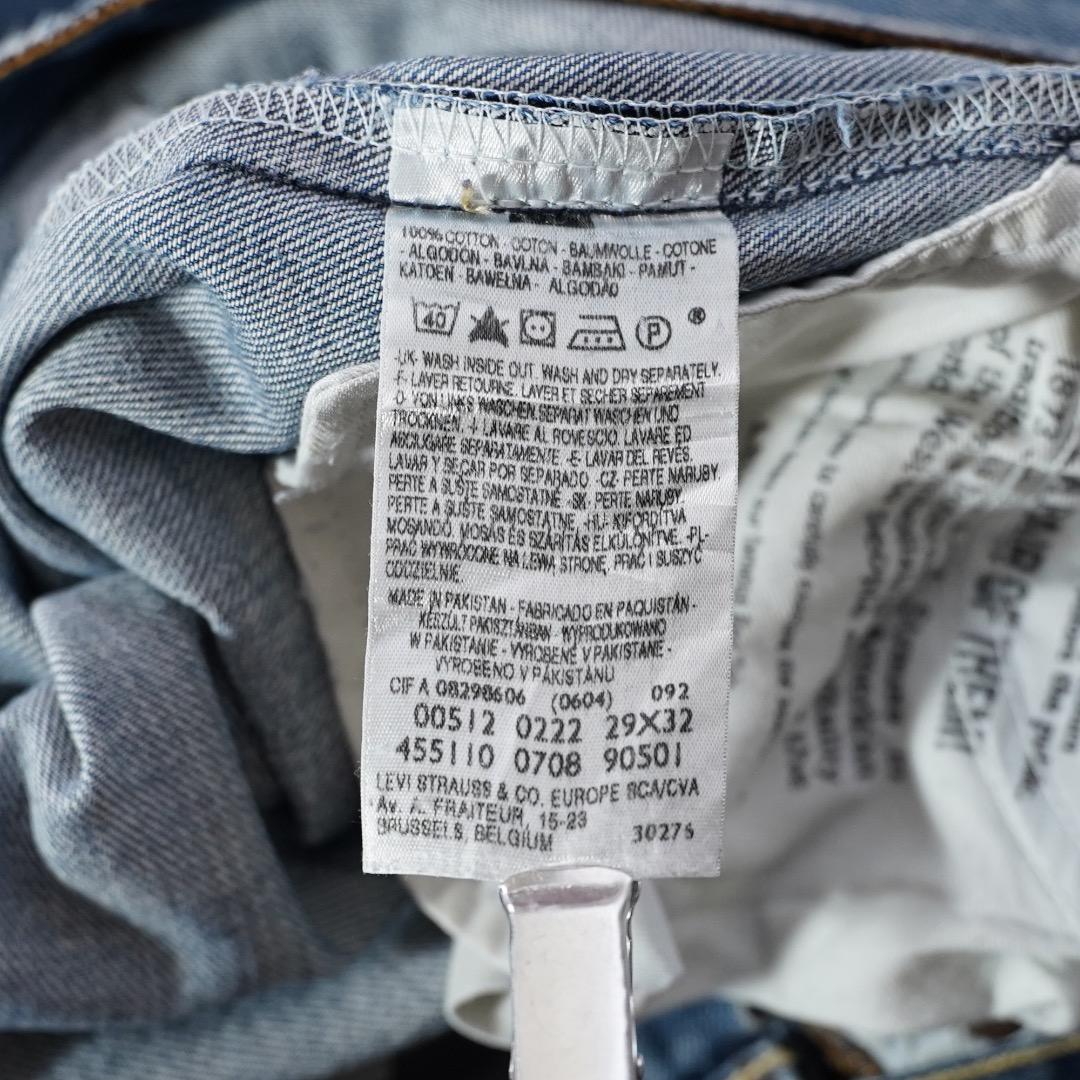 100% COTTON - COTON - BAUMWOLLE - COTONE
- ALGODON - BAVLNA - BAMBAKI - PAMUT -
KATOEN - BAWEŁNA - ALGODÃO
40
P
®
-UK- WASH INSIDE OUT. WASH AND DRY SEPARATELY.
-F- LAVER RETOURNE. LAVER ET SECHER SEPAREMENT
-D- VON LINKS WASCHEN. SEPARAT WASCHEN UND
TROCKNEN. -I- LAVARE AL ROVESCIO. LAVARE ED
ASCIUGARE SEPARATAMENTE. -E- LAVAR DEL REVES.
LAVAR Y SECAR POR SEPARADO. -CZ- PERTE NARUBY.
PERTE A SUŠTE SAMOSTATNE. -SK- PERTE NARUBY.
PERTE A SUŠTE SAMOSTATNE. -HU- KIFORDÍTVA
MOSANDÓ. MOSÁS ÉS SZÁRÍTÁS ELKÜLÖNÍTVE. -PL-
PRAĆ WYWRÓCONE NA LEWĄ STRONĘ. PRAĆ I SUSZYĆ
ODDZIELNIE.
MADE IN PAKISTAN - FABRICADO EN PAQUISTÁN -
KÉSZÜLT PAKISZTÁNBAN - WYPRODUKOWANO
W PAKISTANIE - VYROBENÉ V PAKISTANE -
VYROBENO V PAKISTÁNU
CIF A 08298606 (0604) 092
00512 0222 29X32
455110 0708 90501
LEVI STRAUSS & CO. EUROPE SCA/CVA
Av. A. FRAITEUR, 15-23
BRUSSELS, BELGIUM 30276